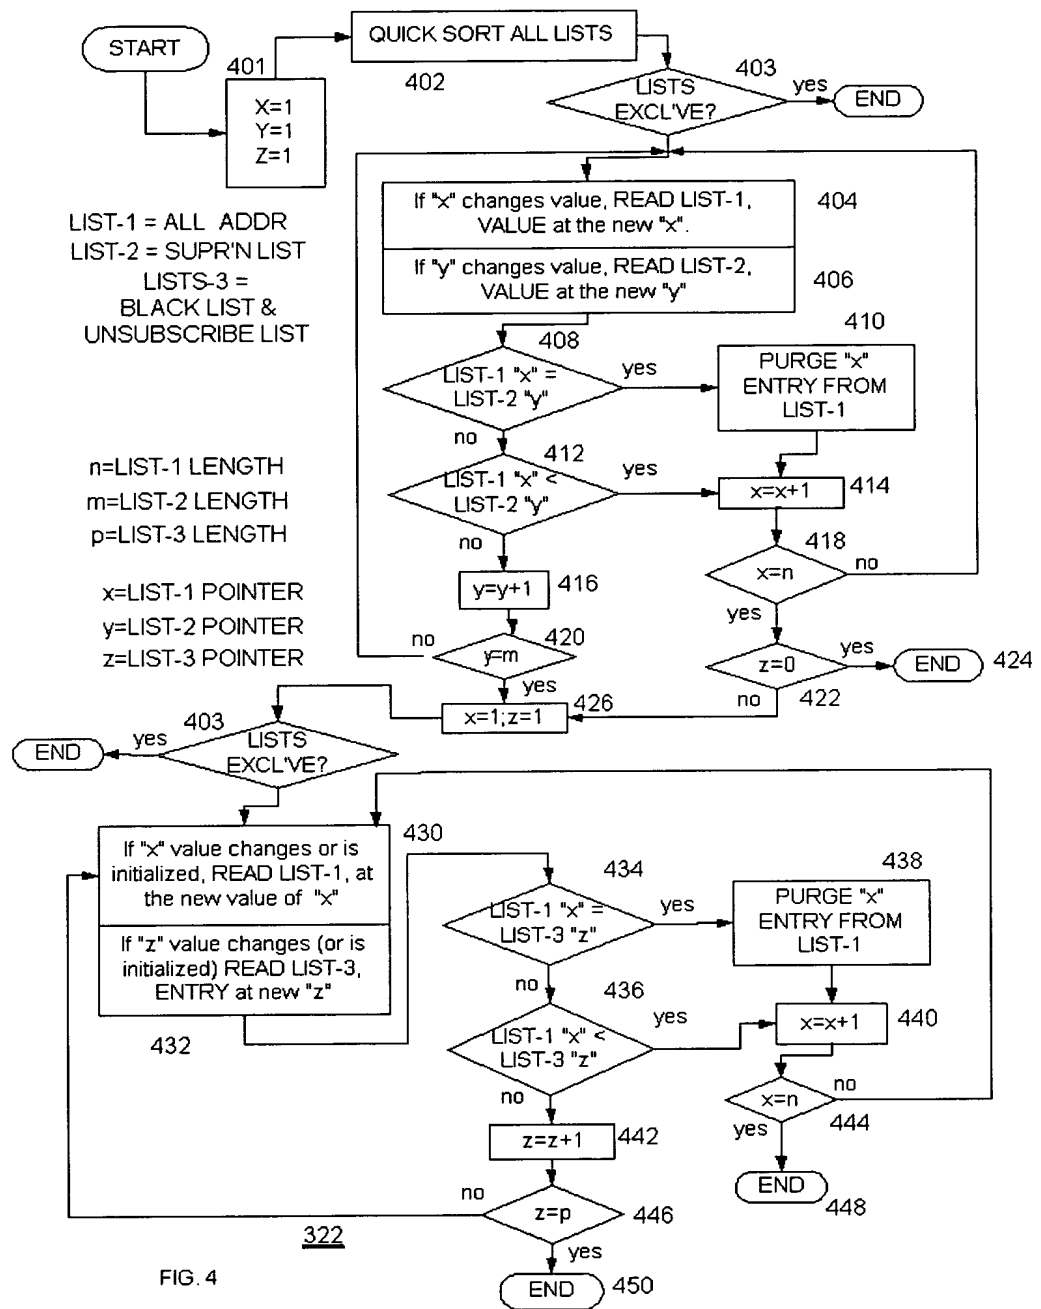 START
401
X=1
Y=1
Z=1
QUICK SORT ALL LISTS
402
403
LISTS
EXCL'VE?
yes
END
LIST-1 = ALL ADDR
LIST-2 = SUPR'N LIST
LISTS-3 =
BLACK LIST &
UNSUBSCRIBE LIST
If "x" changes value, READ LIST-1,
VALUE at the new "x".
404
If "y" changes value, READ LIST-2,
VALUE at the new "y"
406
408
LIST-1 "x" =
LIST-2 "y"
yes
410
PURGE "x"
ENTRY FROM
LIST-1
no
412
LIST-1 "x" <
LIST-2 "y"
yes
x=x+1
414
n=LIST-1 LENGTH
m=LIST-2 LENGTH
p=LIST-3 LENGTH
no
418
x=n
no
y=y+1
416
yes
x=LIST-1 POINTER
y=LIST-2 POINTER
z=LIST-3 POINTER
no
420
y=m
z=0
yes
END
424
422
yes
no
426
x=1;z=1
403
LISTS
EXCL'VE?
yes
END
If "x" value changes or is
initialized, READ LIST-1, at
the new value of "x"
430
If "z" value changes (or is
initialized) READ LIST-3,
ENTRY at new "z"
432
434
LIST-1 "x" =
LIST-3 "z"
yes
438
PURGE "x"
ENTRY FROM
LIST-1
no
436
LIST-1 "x" <
LIST-3 "z"
yes
x=x+1
440
no
x=n
no
444
yes
END
448
z=z+1
442
no
z=p
446
yes
END
450
322
FIG. 4